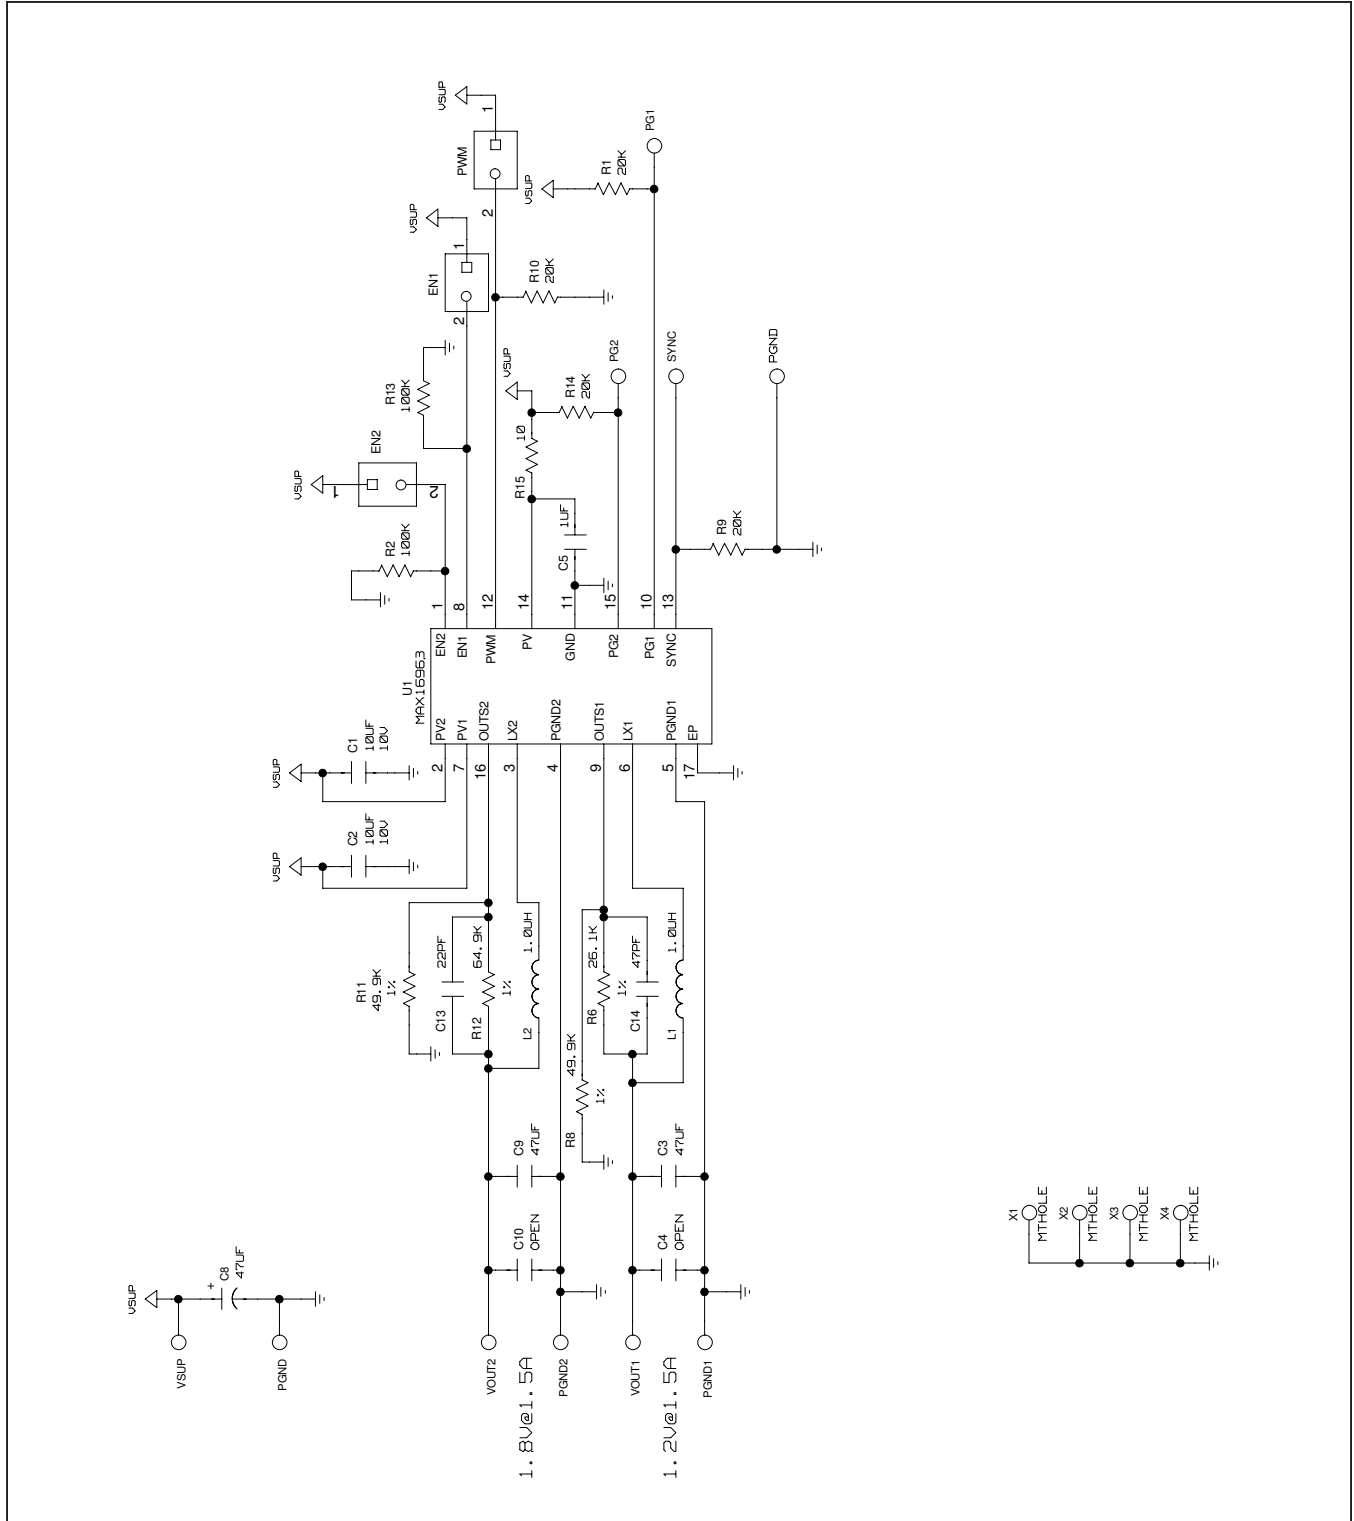 VSUP
1
PWM
2
VSUP
R1
20K
PG1
VSUP
1
EN1
2
R10
20K
R13
100K
VSUP
R14
20K
PG2
SYNC
PGND
VSUP
1
EN2
2
10
R15
1UF
C5
R9
20K
R2
100K
1
8
12
14
11
15
10
13
EN2
EN1
PWM
PV
GND
PG2
PG1
SYNC
U1
MAX16963
PV2
PV1
OUTS2
LX2
PGND2
OUTS1
LX1
PGND1
EP
2
7
16
3
4
9
6
5
17
VSUP
C1
10UF
10V
VSUP
C2
10UF
10V
R11
49.9K
1%
22PF
C13
64.9K
1%
R12
1.0UH
L2
26.1K
1%
R6
47PF
C14
1.0UH
L1
49.9K
1%
R8
C9
47UF
C3
47UF
C10
OPEN
C4
OPEN
VSUP
+
C8
47UF
VSUP
PGND
VOUT2
1.8V@1.5A
PGND2
VOUT1
1.2V@1.5A
PGND1
X1
MTHOLE
X2
MTHOLE
X3
MTHOLE
X4
MTHOLE